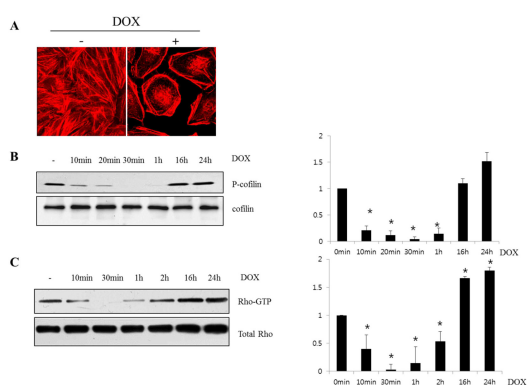 DOX
A
- +
B
- 10min 20min 30min 1h 16h 24h DOX
P-cofilin
cofilin
2
1.5
1
0.5
0
* * * *
0min 10min 20min 30min 1h 16h 24h
C
- 10min 30min 1h 2h 16h 24h DOX
Rho-GTP
Total Rho
2
1.5
1
0.5
0
* * * * * *
0min 10min 30min 1h 2h 16h 24h